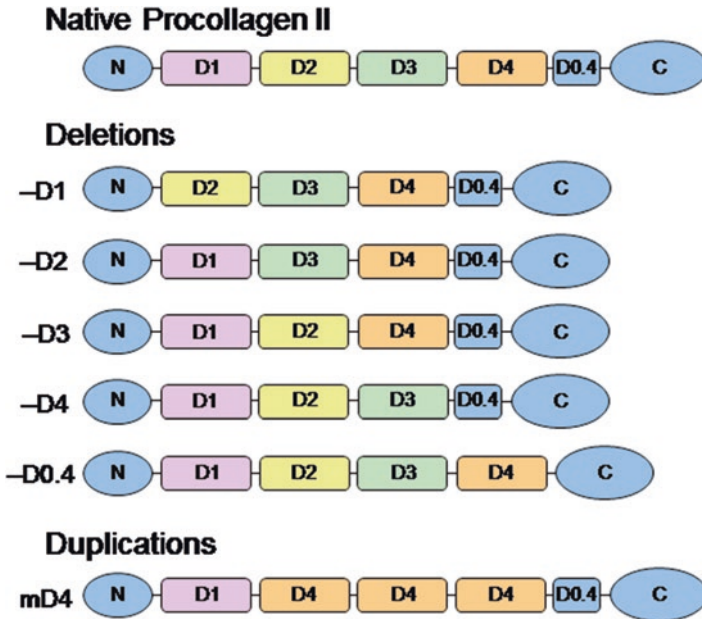 Native Procollagen II
N D1 D2 D3 D4 D0.4 C
Deletions
–D1 N D2 D3 D4 D0.4 C
–D2 N D1 D3 D4 D0.4 C
–D3 N D1 D2 D4 D0.4 C
–D4 N D1 D2 D3 D0.4 C
–D0.4 N D1 D2 D3 D4 C
Duplications
mD4 N D1 D4 D4 D4 D0.4 C